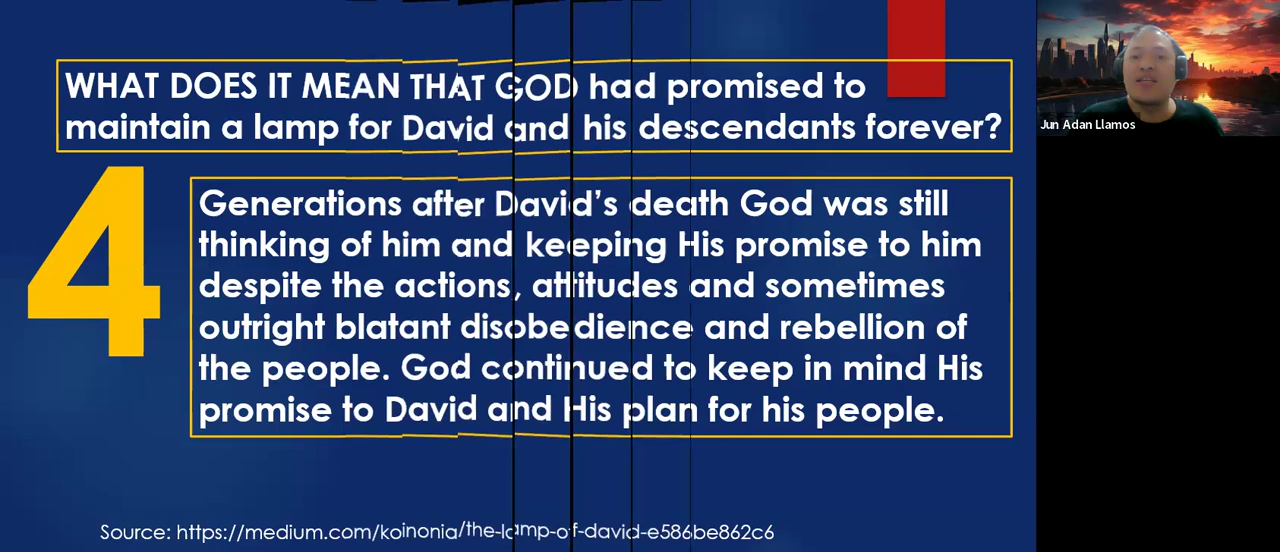 WHAT DOES IT MEAN THAT GOD had promised to
maintain a lamp for David and his descendants forever?
4
Generations after David's death God was still
thinking of him and keeping His promise to him
despite the actions, attitudes and sometimes
outright blatant disobedience and rebellion of
the people. God continued to keep in mind His
promise to David and His plan for his people.
Source: https://medium.com/koinonia/the-lamp-of-david-e586be862c6
Jun Adan Llamos